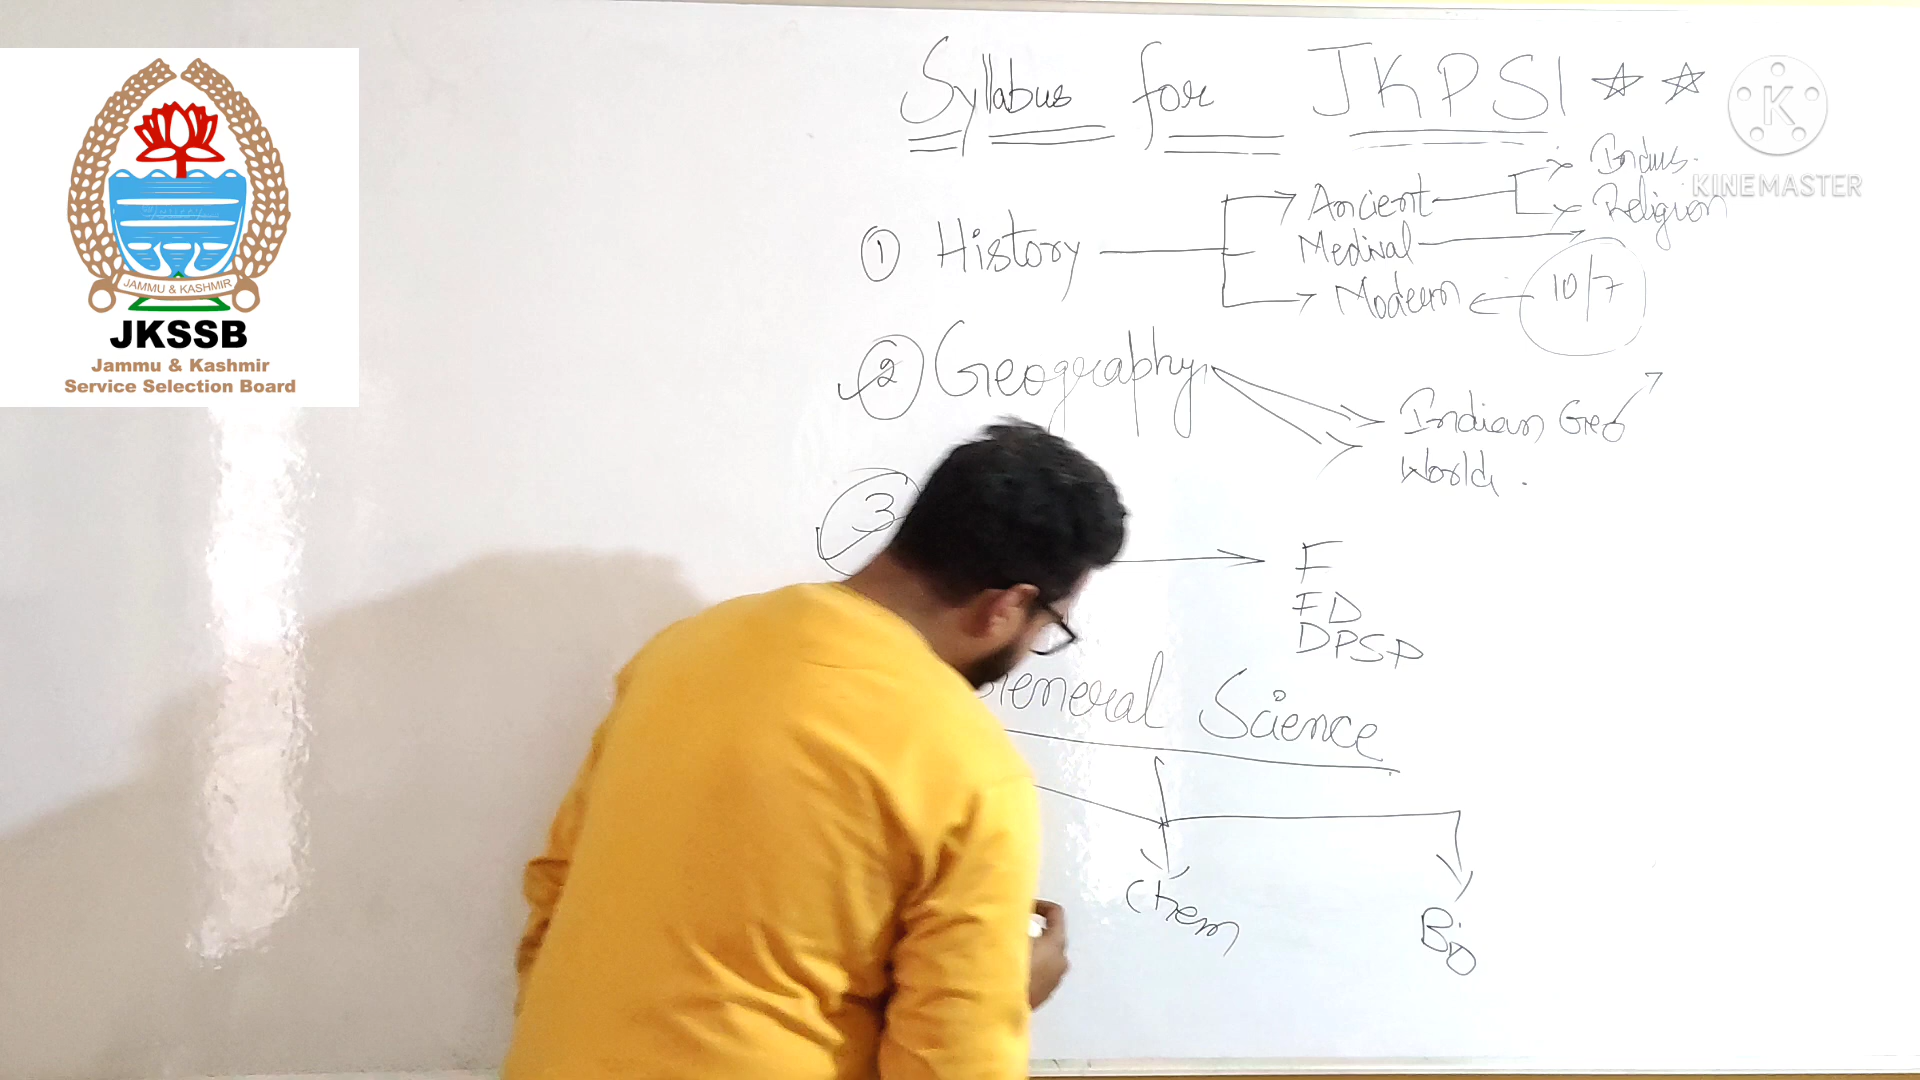 Syllabus for JKPSI
KINEMASTER
K
JAMMU & KASHMIR
JKSSB
Jammu & Kashmir
Service Selection Board
① History
Ancient
Indus.
Religion
Medival
Modern
10/7
② Geography
Indian Geo
World.
3
F
FD
DPSP
General Science
Chem
Bio